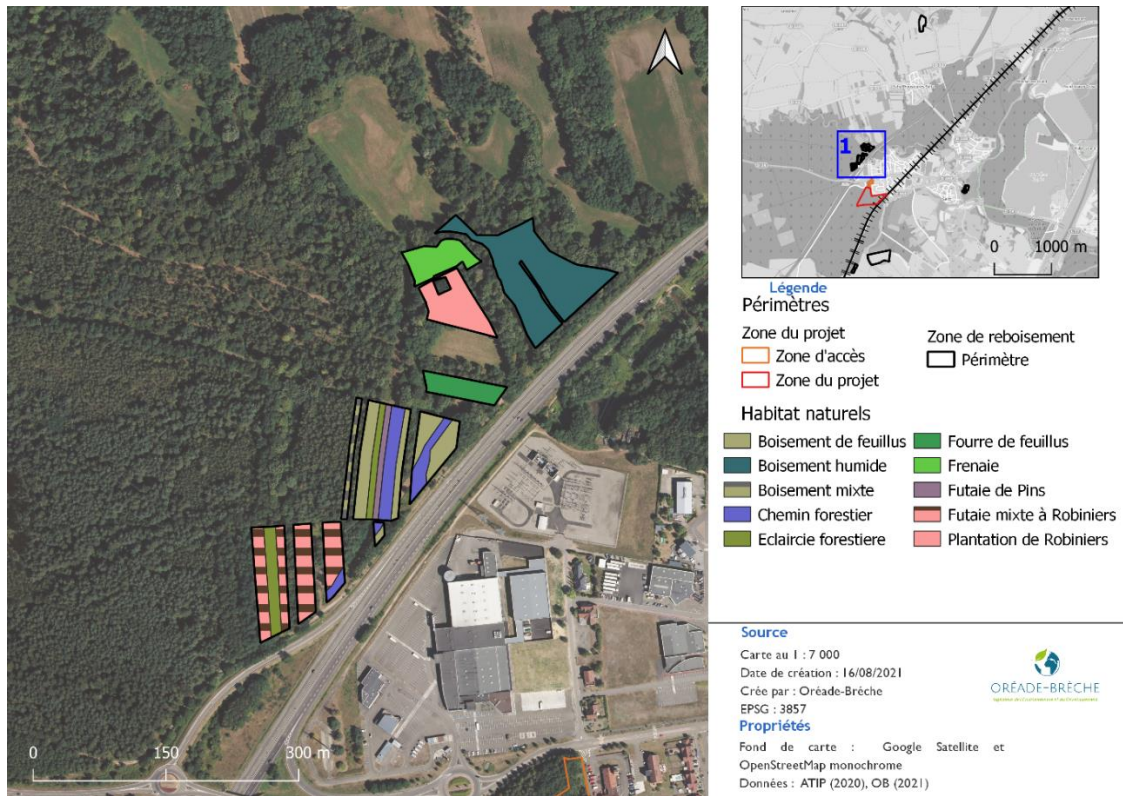 1
0 1000 m
Légende
Périmètres
Zone du projet
Zone d'accès
Zone du projet
Zone de reboisement
Périmètre
Habitat naturels
Boisement de feuillus
Boisement humide
Boisement mixte
Chemin forestier
Eclaircie forestiere
Fourre de feuillus
Frenaie
Futaie de Pins
Futaie mixte à Robiniers
Plantation de Robiniers
0 150 300 m
Source
Carte au 1 : 7 000
Date de création : 16/08/2021
Crée par : Oréade-Brèche
EPSG : 3857
ORÉADE-BRÈCHE
Propriétés
Fond de carte : Google Satellite et
OpenStreetMap monochrome
Données : ATIP (2020), OB (2021)